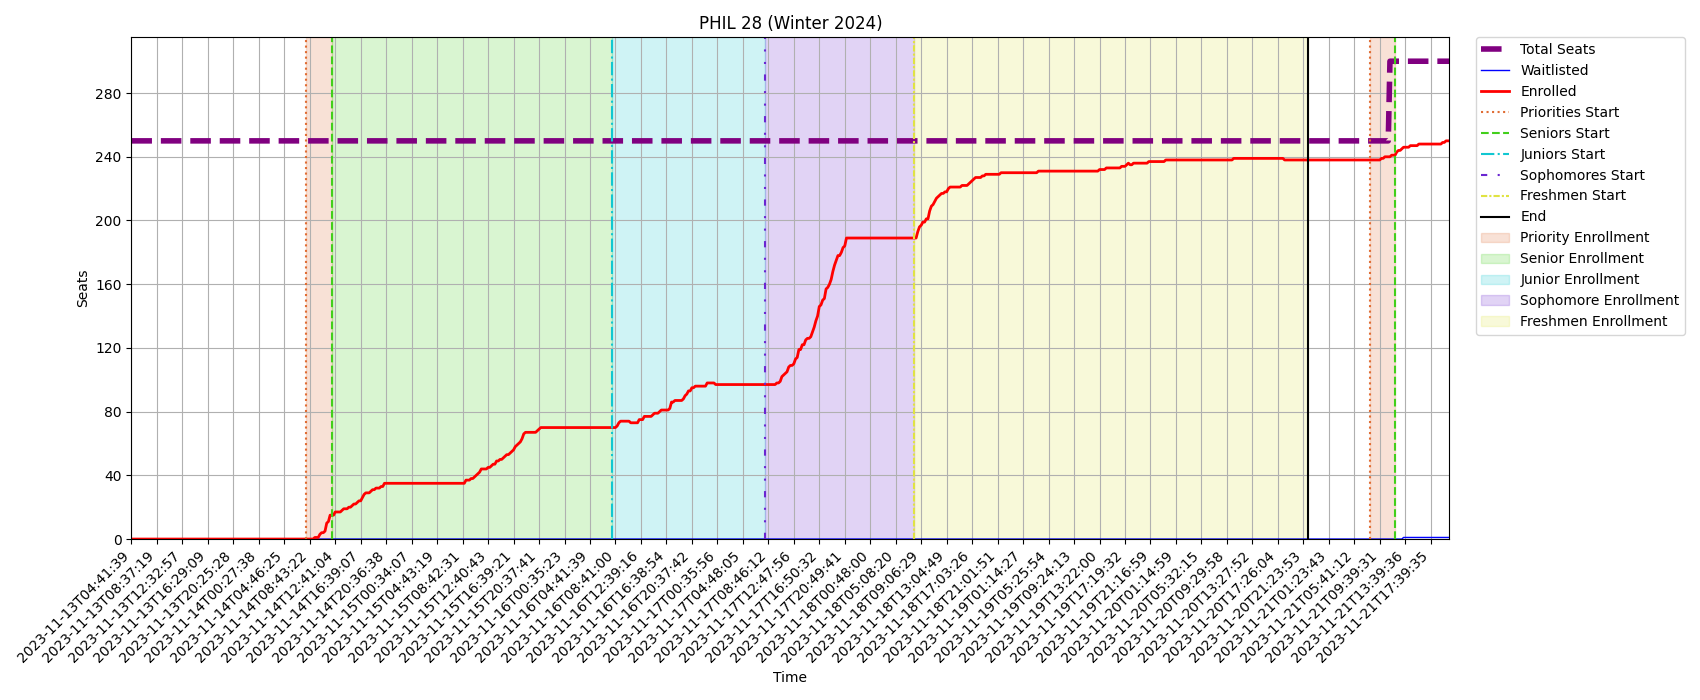 PHIL 28 (Winter 2024)
Seats
280
240
200
160
120
80
40
0
2023-11-13T04:41:39
2023-11-13T08:37:19
2023-11-13T12:32:57
2023-11-13T16:29:09
2023-11-13T20:25:28
2023-11-14T00:27:38
2023-11-14T04:46:25
2023-11-14T08:43:22
2023-11-14T12:41:04
2023-11-14T16:39:07
2023-11-14T20:36:38
2023-11-15T00:34:07
2023-11-15T04:43:19
2023-11-15T08:42:31
2023-11-15T12:40:43
2023-11-15T16:39:21
2023-11-15T20:37:41
2023-11-16T00:35:23
2023-11-16T04:41:39
2023-11-16T08:41:00
2023-11-16T12:39:16
2023-11-16T16:38:54
2023-11-16T20:37:42
2023-11-17T00:35:56
2023-11-17T04:48:05
2023-11-17T08:46:12
2023-11-17T12:47:56
2023-11-17T16:50:32
2023-11-17T20:49:41
2023-11-18T00:48:00
2023-11-18T05:08:20
2023-11-18T09:06:29
2023-11-18T13:04:49
2023-11-18T17:03:26
2023-11-18T21:01:51
2023-11-19T01:14:27
2023-11-19T05:25:54
2023-11-19T09:24:13
2023-11-19T13:22:00
2023-11-19T17:19:32
2023-11-19T21:16:59
2023-11-20T01:14:59
2023-11-20T05:32:15
2023-11-20T09:29:58
2023-11-20T13:27:52
2023-11-20T17:26:04
2023-11-20T21:23:53
2023-11-21T01:23:43
2023-11-21T05:41:12
2023-11-21T09:39:31
2023-11-21T13:39:36
2023-11-21T17:39:35
Time
Total Seats
Waitlisted
Enrolled
Priorities Start
Seniors Start
Juniors Start
Sophomores Start
Freshmen Start
End
Priority Enrollment
Senior Enrollment
Junior Enrollment
Sophomore Enrollment
Freshmen Enrollment